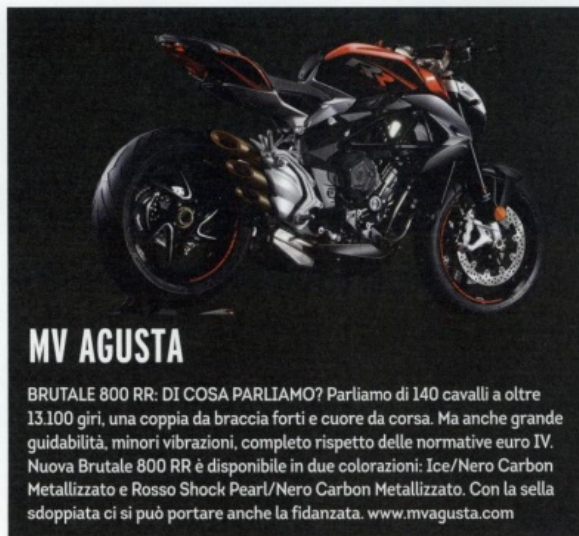 RR
MV AGUSTA
BRUTALE 800 RR: DI COSA PARLIAMO? Parliamo di 140 cavalli a oltre
13.100 giri, una coppia da braccia forti e cuore da corsa. Ma anche grande
guidabilità, minori vibrazioni, completo rispetto delle normative euro IV.
Nuova Brutale 800 RR è disponibile in due colorazioni: Ice/Nero Carbon
Metallizzato e Rosso Shock Pearl/Nero Carbon Metallizzato. Con la sella
sdoppiata ci si può portare anche la fidanzata. www.mvagusta.com